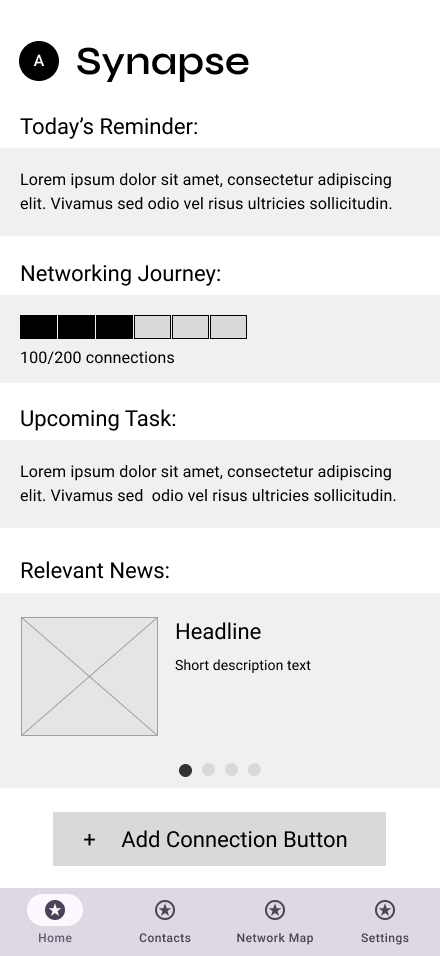 A
Synapse
Today’s Reminder:
Lorem ipsum dolor sit amet, consectetur adipiscing
elit. Vivamus sed odio vel risus ultricies sollicitudin.
Networking Journey:
100/200 connections
Upcoming Task:
Lorem ipsum dolor sit amet, consectetur adipiscing
elit. Vivamus sed  odio vel risus ultricies sollicitudin.
Relevant News:
Headline
Short description text
+ Add Connection Button
Home Contacts Network Map Settings